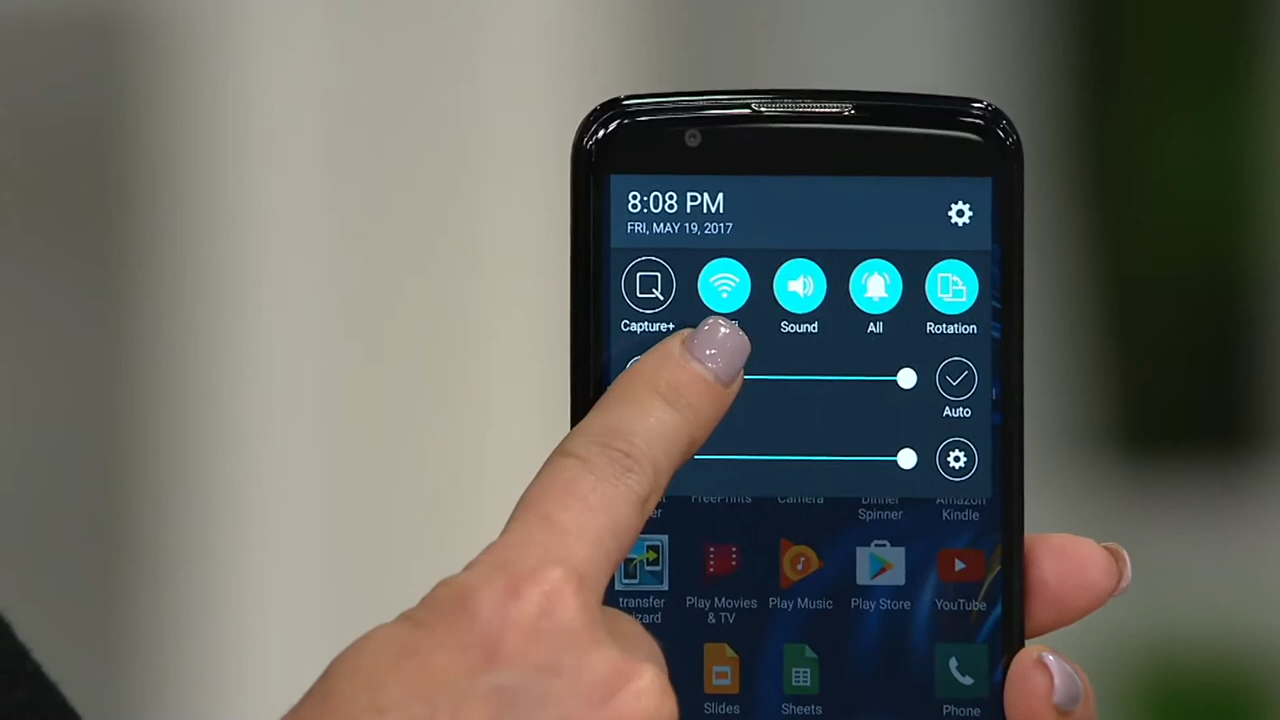 8:08 PM
FRI, MAY 19, 2017
Capture+
Sound
All
Rotation
Auto
FreePrints
Camera
Dinner
Spinner
Amazon
Kindle
transfer
Play Movies
& TV
Play Music
Play Store
YouTube
Slides
Sheets
Phone